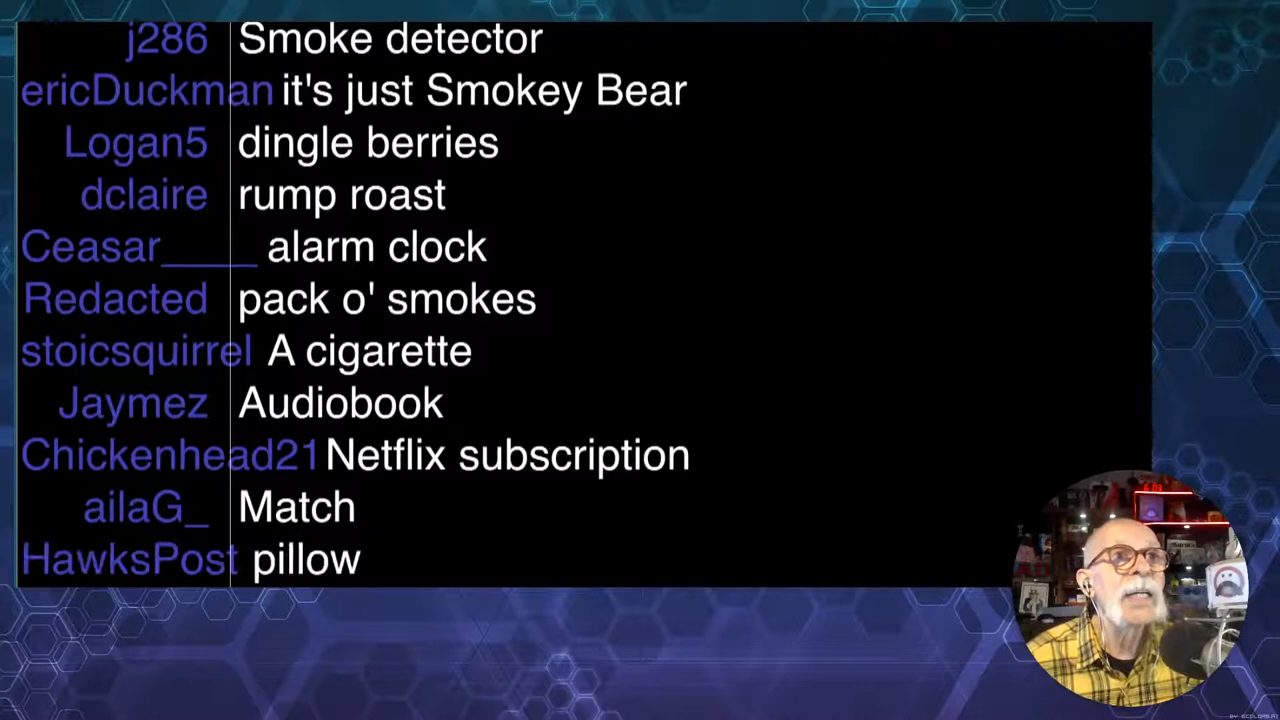 j286 Smoke detector
ericDuckman it's just Smokey Bear
Logan5 dingle berries
dclaire rump roast
Ceasar____ alarm clock
Redacted pack o' smokes
stoicsquirrel A cigarette
Jaymez Audiobook
Chickenhead21 Netflix subscription
ailaG_ Match
HawksPost pillow